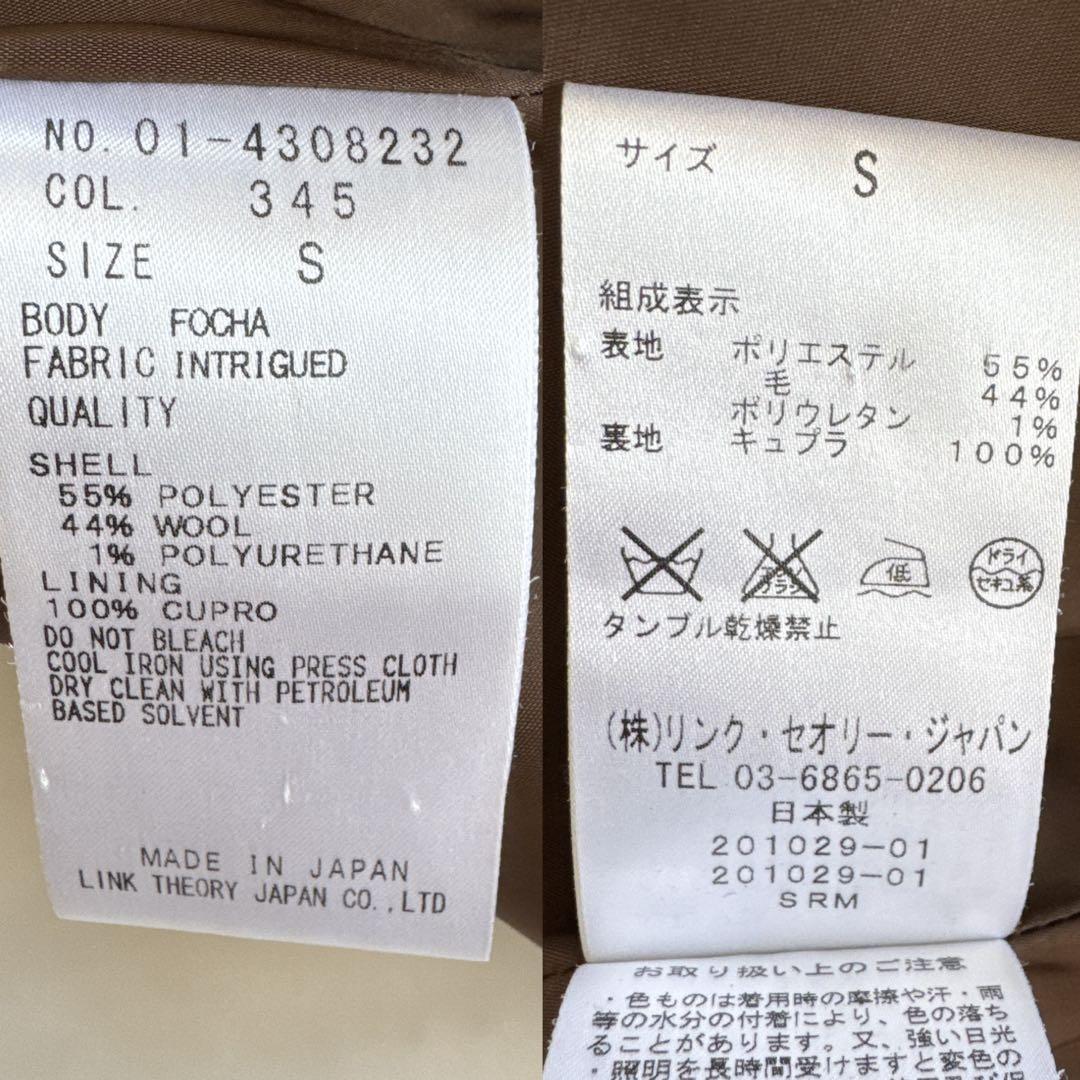 NO. 01-4308232
COL. 345
SIZE S
BODY FOCHA
FABRIC INTRIGUED
QUALITY
SHELL
55% POLYESTER
44% WOOL
1% POLYURETHANE
LINING
100% CUPRO
DO NOT BLEACH
COOL IRON USING PRESS CLOTH
DRY CLEAN WITH PETROLEUM
BASED SOLVENT
MADE IN JAPAN
LINK THEORY JAPAN CO.,LTD
サイズ S
組成表示
表地 ポリエステル 55%
毛 44%
ポリウレタン 1%
裏地 キュプラ 100%
低
ドライ
セキユ系
タンブル乾燥禁止
(株)リンク・セオリー・ジャパン
TEL 03-6865-0206
日本製
201029-01
201029-01
SRM
お取り扱い上のご注意
・色ものは着用時の摩擦や汗・雨
等の水分の付着により、色の落ち
ることがあります。又、強い日光
・照明を長時間受けますと変色の